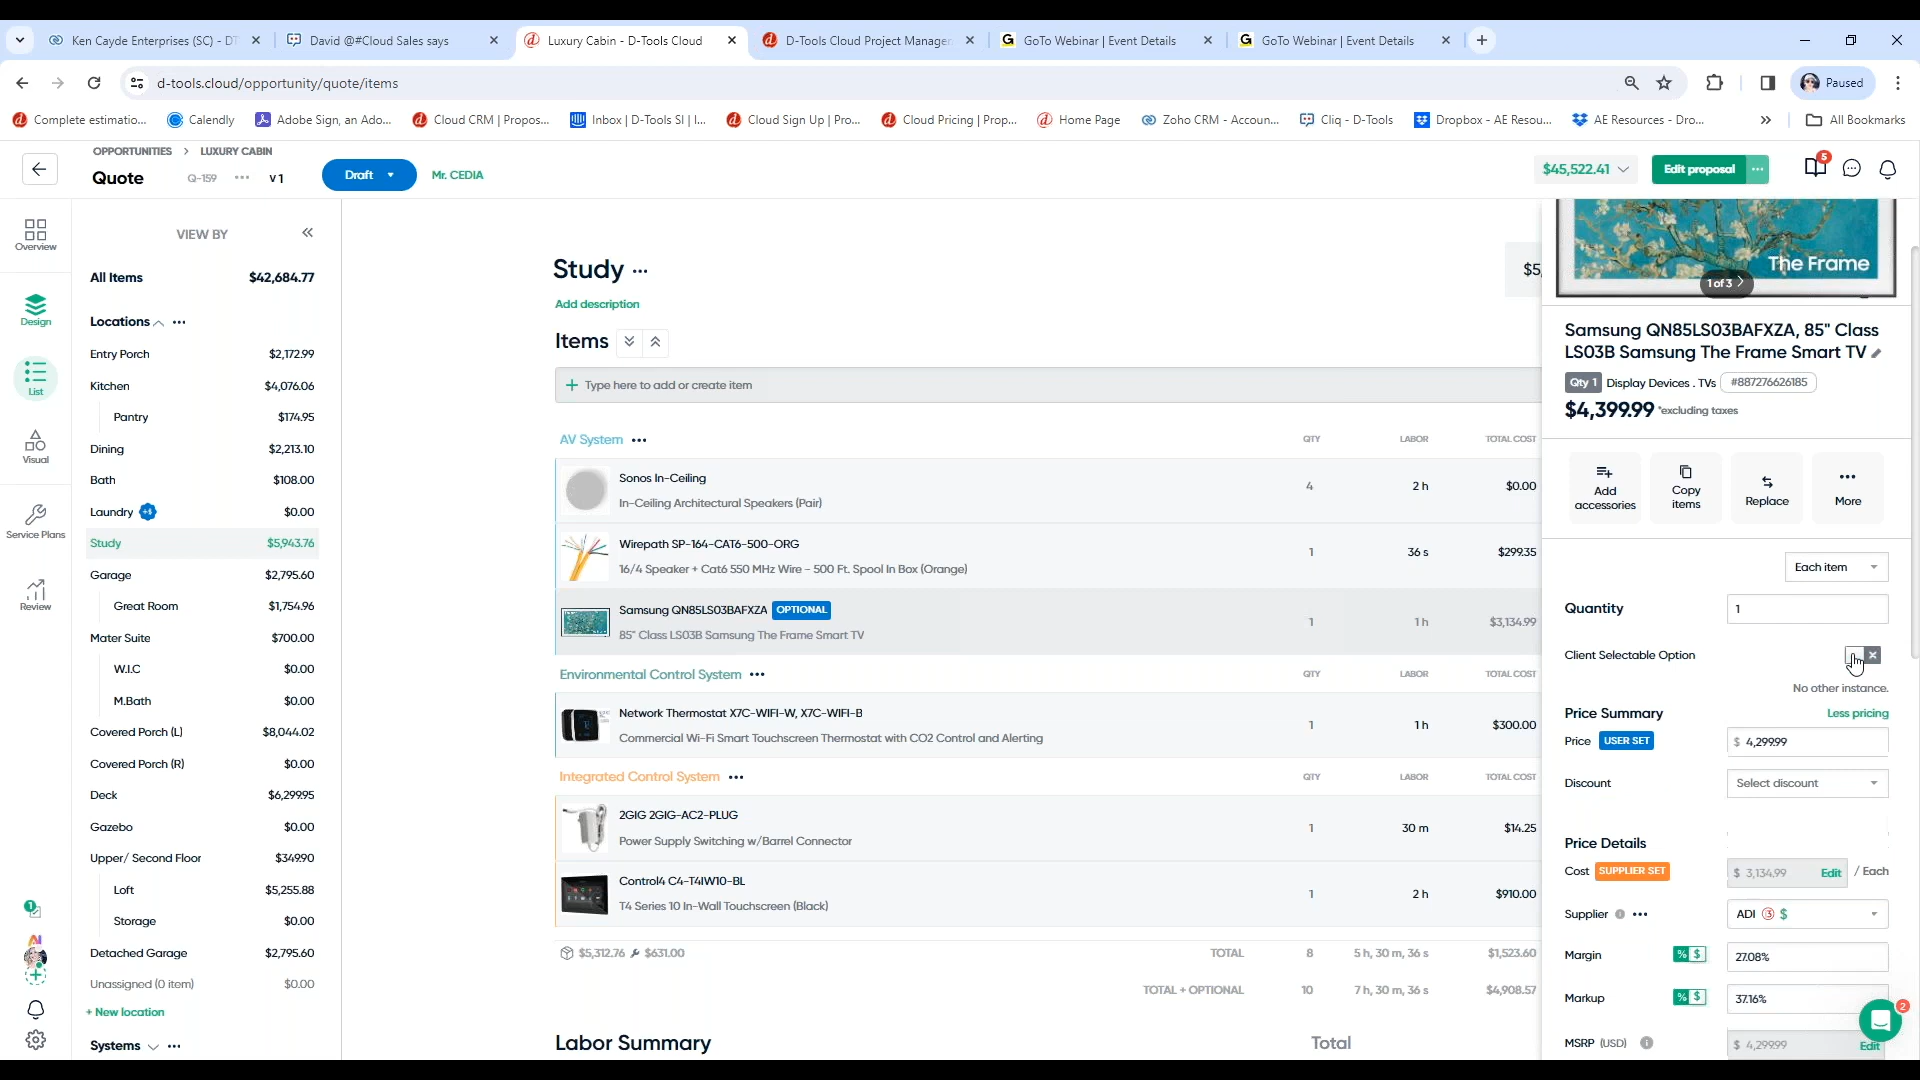 Ken Cayde Enterprises (SC) - DT
David @#Cloud Sales says
Luxury Cabin - D-Tools Cloud
D-Tools Cloud Project Manager
GoTo Webinar | Event Details
GoTo Webinar | Event Details
d-tools.cloud/opportunity/quote/items
Paused
Complete estimatio...
Calendly
Adobe Sign, an Ado...
Cloud CRM | Propos...
Inbox | D-Tools SI | I...
Cloud Sign Up | Pro...
Cloud Pricing | Prop...
Home Page
Zoho CRM - Accoun...
Cliq - D-Tools
Dropbox - AE Resou...
AE Resources - Dro...
All Bookmarks
OPPORTUNITIES > LUXURY CABIN
Quote Q-159 ... v 1
Draft
Mr. CEDIA
$45,522.41
Edit proposal ...
5
Overview
Design
List
Visual
Service Plans
Review
1
AI
VIEW BY
All Items $42,684.77
Locations ...
Entry Porch $2,172.99
Kitchen $4,076.06
Pantry $174.95
Dining $2,213.10
Bath $108.00
Laundry +$ $0.00
Study $5,943.76
Garage $2,795.60
Great Room $1,754.96
Mater Suite $700.00
W.I.C $0.00
M.Bath $0.00
Covered Porch (L) $8,044.02
Covered Porch (R) $0.00
Deck $6,299.95
Gazebo $0.00
Upper/ Second Floor $349.90
Loft $5,255.88
Storage $0.00
Detached Garage $2,795.60
Unassigned (0 item) $0.00
+ New location
Systems ...
Study ...
$5,
Add description
Items
+ Type here to add or create item
AV System ... QTY LABOR TOTAL COST
Sonos In-Ceiling
In-Ceiling Architectural Speakers (Pair)
4 2 h $0.00
Wirepath SP-164-CAT6-500-ORG
16/4 Speaker + Cat6 550 MHz Wire - 500 Ft. Spool In Box (Orange)
1 36 s $299.35
Samsung QN85LS03BAFXZA OPTIONAL
85" Class LS03B Samsung The Frame Smart TV
1 1 h $3,134.99
Environmental Control System ... QTY LABOR TOTAL COST
Network Thermostat X7C-WIFI-W, X7C-WIFI-B
Commercial Wi-Fi Smart Touchscreen Thermostat with CO2 Control and Alerting
1 1 h $300.00
Integrated Control System ... QTY LABOR TOTAL COST
2GIG 2GIG-AC2-PLUG
Power Supply Switching w/Barrel Connector
1 30 m $14.25
Control4 C4-T4IW10-BL
T4 Series 10 In-Wall Touchscreen (Black)
1 2 h $910.00
$5,312.76 $631.00 TOTAL 8 5 h, 30 m, 36 s $1,523.60
TOTAL + OPTIONAL 10 7 h, 30 m, 36 s $4,908.57
Labor Summary Total
The Frame
1 of 3
Samsung QN85LS03BAFXZA, 85" Class
LS03B Samsung The Frame Smart TV
Qty 1 Display Devices . TVs #887276626185
$4,399.99 *excluding taxes
Add accessories
Copy items
Replace
More
Each item
Quantity 1
Client Selectable Option
No other instance.
Price Summary Less pricing
Price USER SET $ 4,299.99
Discount Select discount
Price Details
Cost SUPPLIER SET $ 3,134.99 Edit / Each
Supplier ... ADI 3 $
Margin % $ 27.08%
Markup % $ 37.16%
MSRP (USD) $ 4,299.99 Edit
2